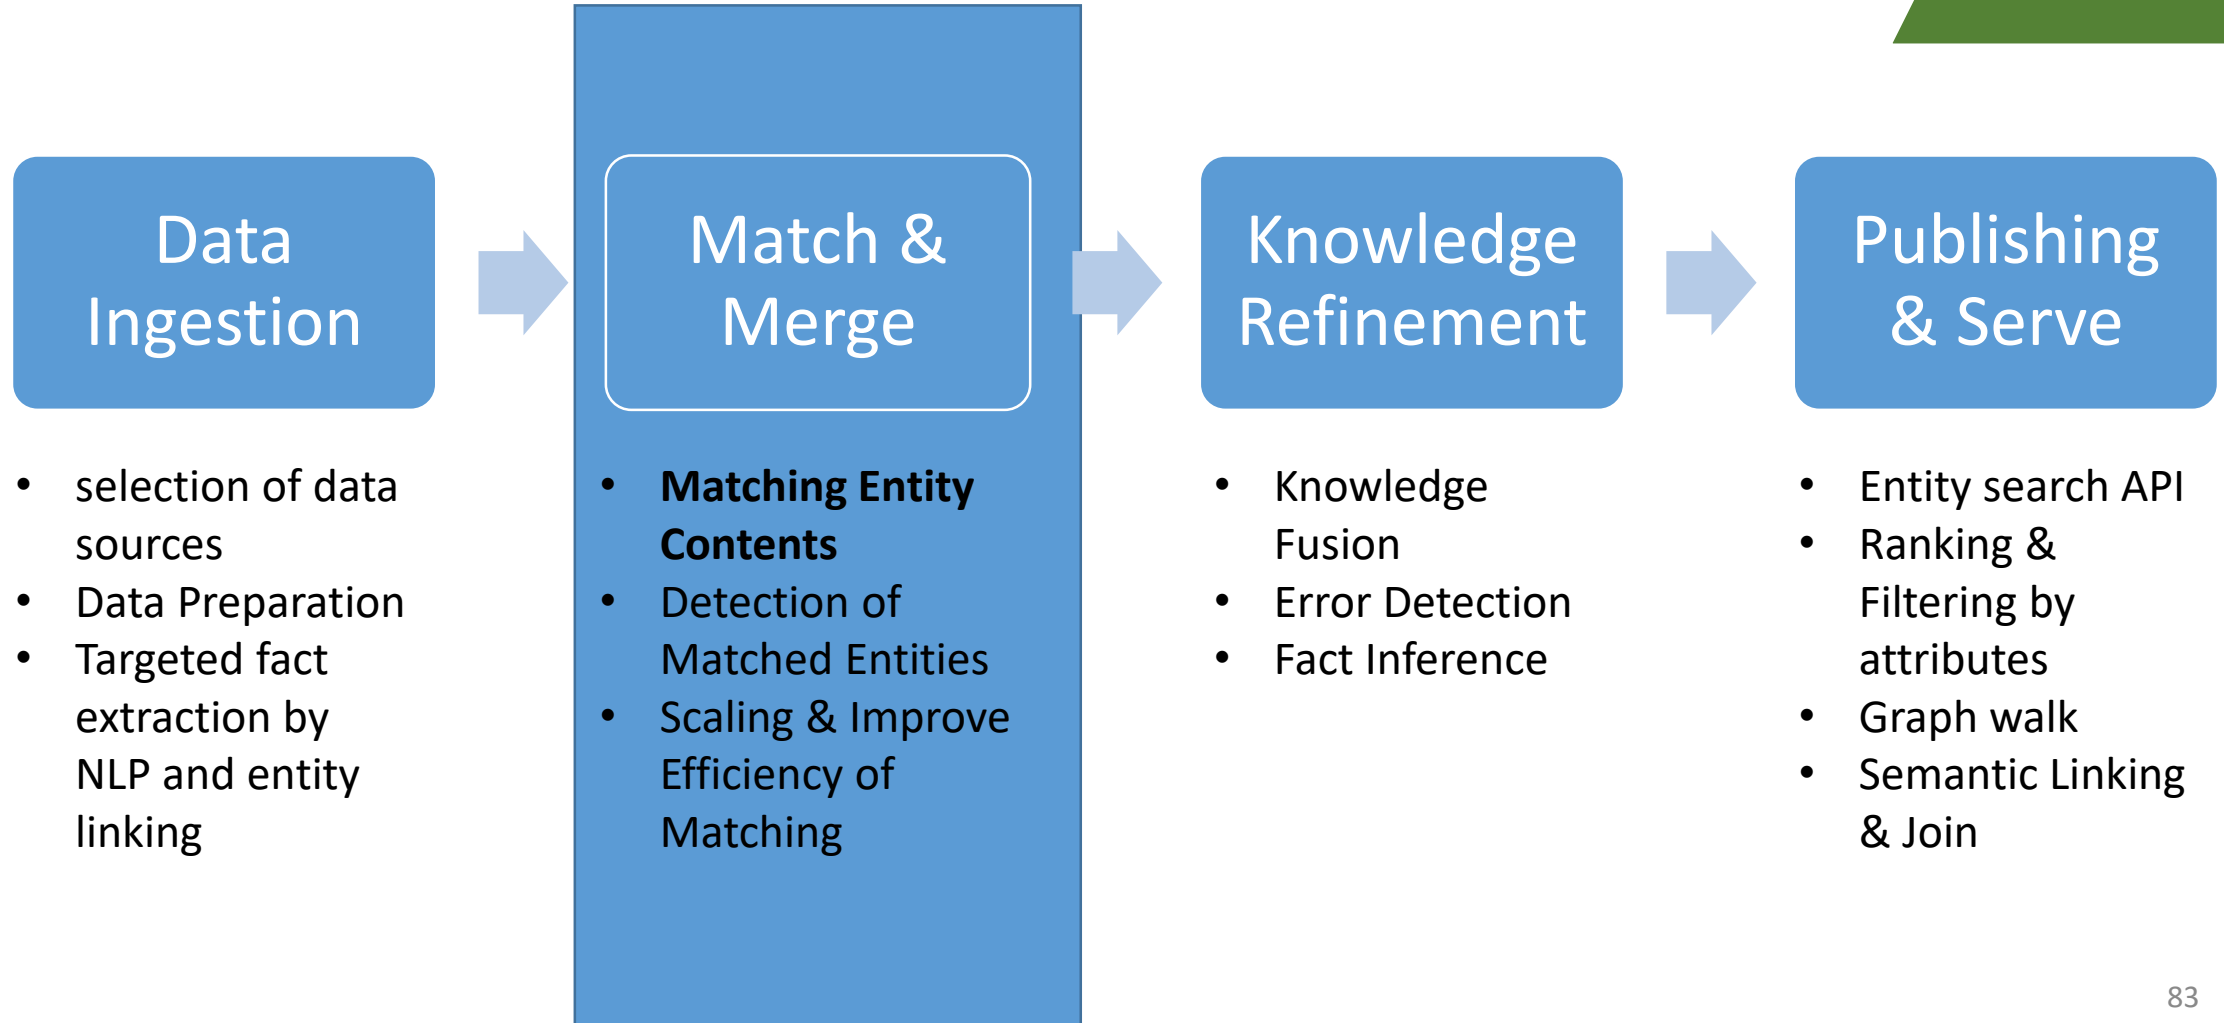 Data
Ingestion
• selection of data
sources
• Data Preparation
• Targeted fact
extraction by
NLP and entity
linking
Match &
Merge
• Matching Entity
Contents
• Detection of
Matched Entities
• Scaling & Improve
Efficiency of
Matching
Knowledge
Refinement
• Knowledge
Fusion
• Error Detection
• Fact Inference
Publishing
& Serve
• Entity search API
• Ranking &
Filtering by
attributes
• Graph walk
• Semantic Linking
& Join
83